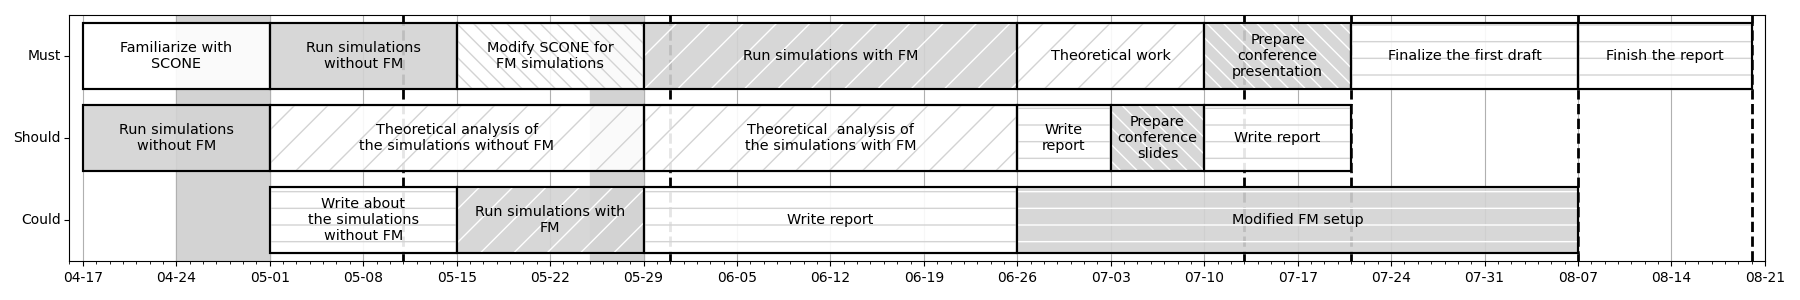 Must
Familiarize with
SCONE
Run simulations
without FM
Modify SCONE for
FM simulations
Run simulations with FM
Theoretical work
Prepare
conference
presentation
Finalize the first draft
Finish the report
Should
Run simulations
without FM
Theoretical analysis of
the simulations without FM
Theoretical  analysis of
the simulations with FM
Write
report
Prepare
conference
slides
Write report
Could
Write about
the simulations
without FM
Run simulations with
FM
Write report
Modified FM setup
04-17 04-24 05-01 05-08 05-15 05-22 05-29 06-05 06-12 06-19 06-26 07-03 07-10 07-17 07-24 07-31 08-07 08-14 08-21